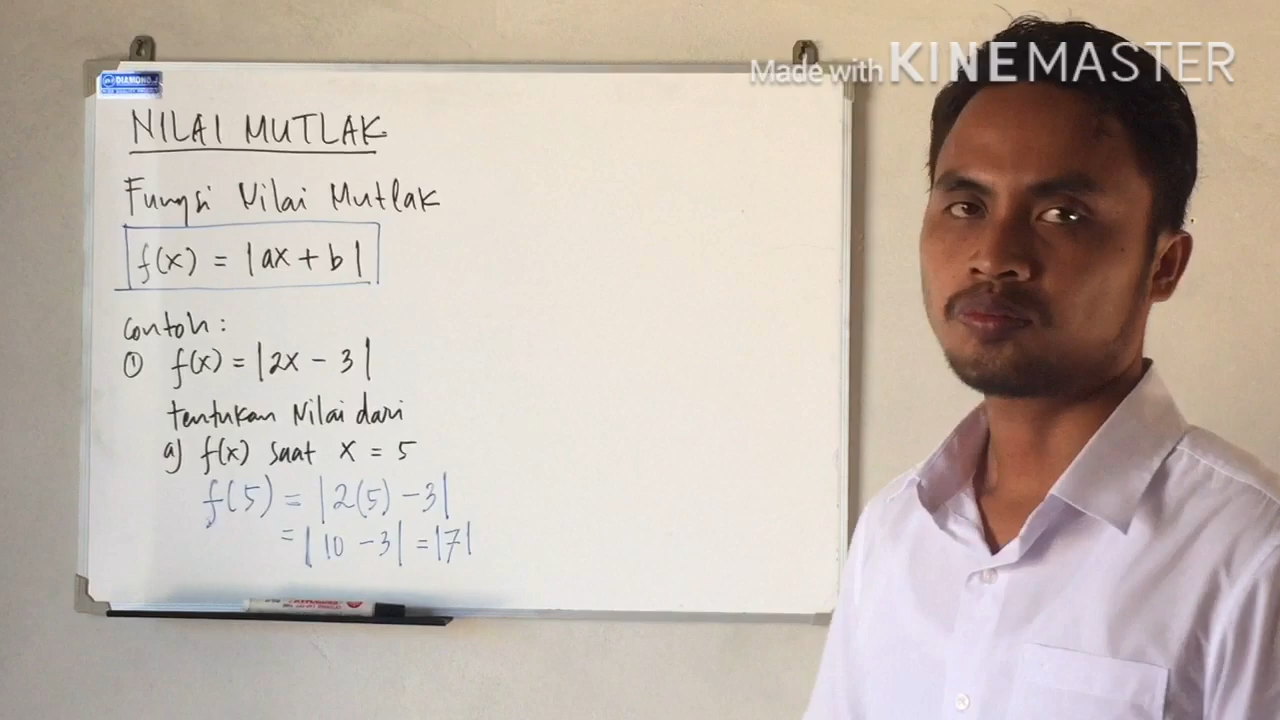 Made with KINEMASTER
DIAMOND
NILAI MUTLAK
Fungsi Nilai Mutlak
f(x) = |ax + b|
Contoh :
① f(x) = |2x - 3|
tentukan Nilai dari
a) f(x) saat x = 5
f(5) = |2(5) - 3|
= |10 - 3| = |7|